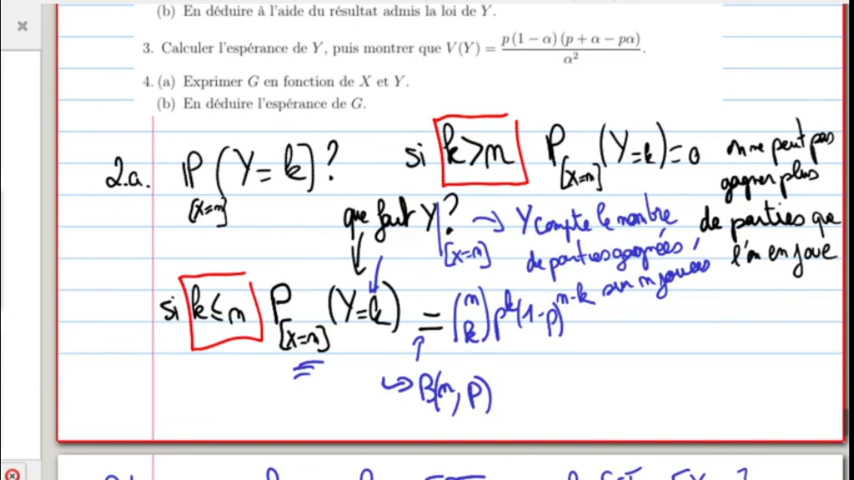 (b) En déduire à l'aide du résultat admis la loi de Y.
3. Calculer l'espérance de Y, puis montrer que V(Y) = p(1 − α)(p + α − pα) / α².
4. (a) Exprimer G en fonction de X et Y.
(b) En déduire l'espérance de G.
2.a. P[X=n] (Y=k)? si k>n P[X=n] (Y=k)=0 on ne peut pas
gagner plus
de parties que
l'on en joue
que fait Y|[X=n] ? → Y compte le nombre
de parties gagnées,
sur n jouées
si k≤n P[X=n] (Y=k) = (n k) p^k (1-p)^n-k
↪ B(n, p)